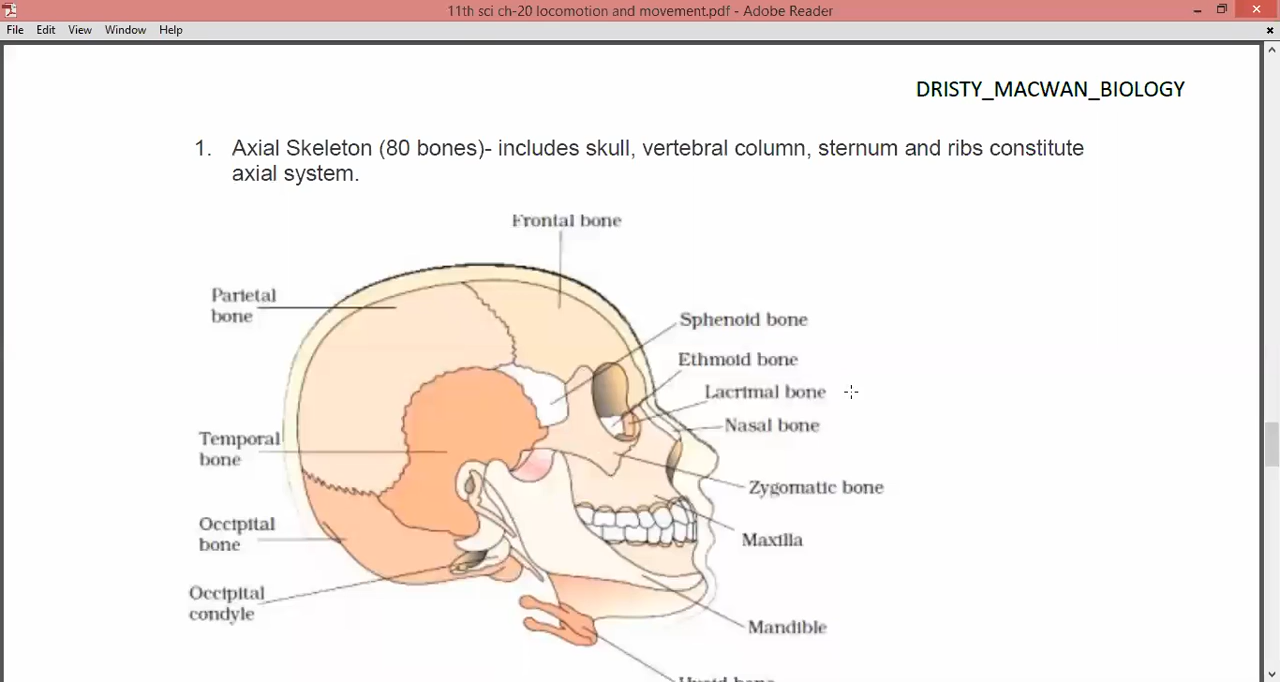 11th sci ch-20 locomotion and movement.pdf - Adobe Reader
File Edit View Window Help
DRISTY_MACWAN_BIOLOGY
1. Axial Skeleton (80 bones)- includes skull, vertebral column, sternum and ribs constitute
axial system.
Frontal bone
Parietal
bone
Sphenoid bone
Ethmoid bone
Lacrimal bone
Nasal bone
Temporal
bone
Zygomatic bone
Occipital
bone
Maxilla
Occipital
condyle
Mandible